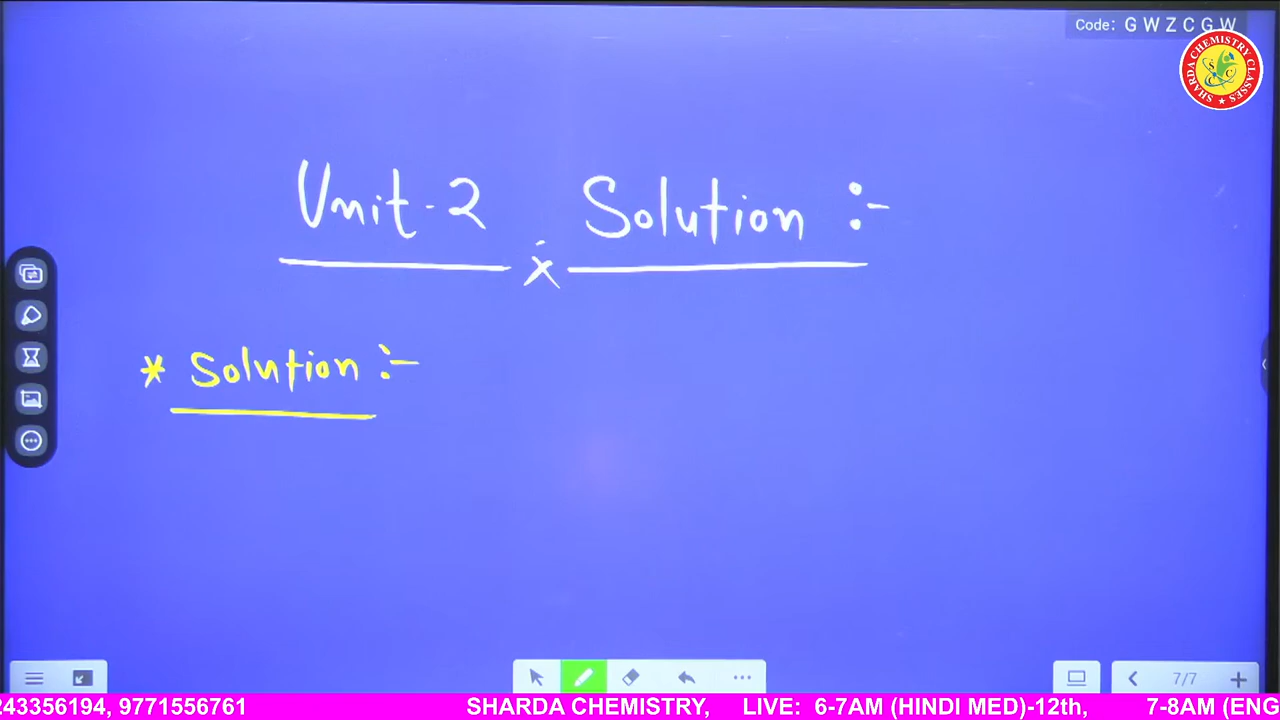 Code: G W Z C G W
SHARDA CHEMISTRY CLASSES
S C C
Unit-2 Solution :-
x
* Solution :-
7/7
243356194, 9771556761 SHARDA CHEMISTRY, LIVE: 6-7AM (HINDI MED)-12th, 7-8AM (ENG